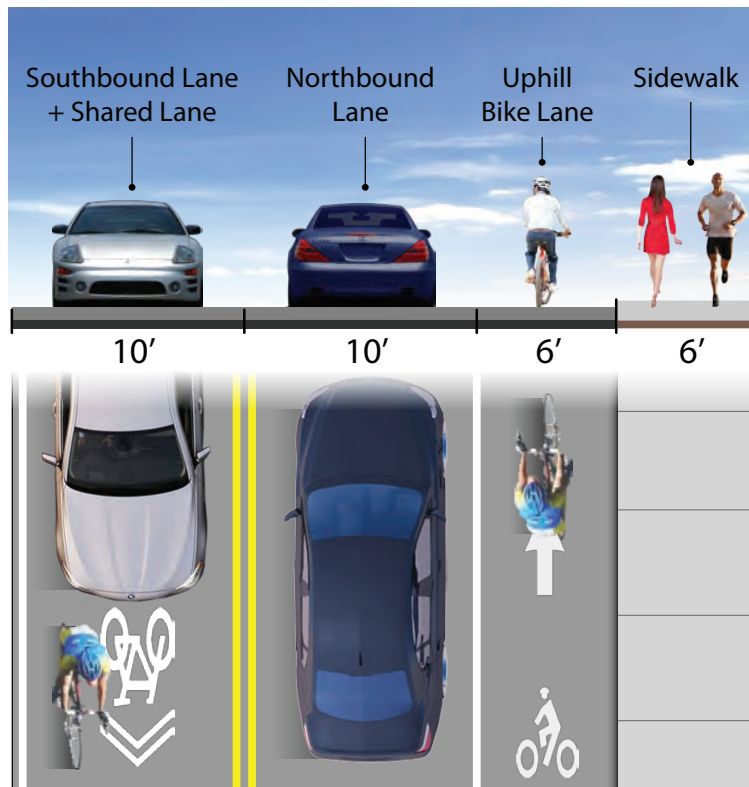 Southbound Lane
+ Shared Lane
Northbound
Lane
Uphill
Bike Lane
Sidewalk
10′
10′
6′
6′